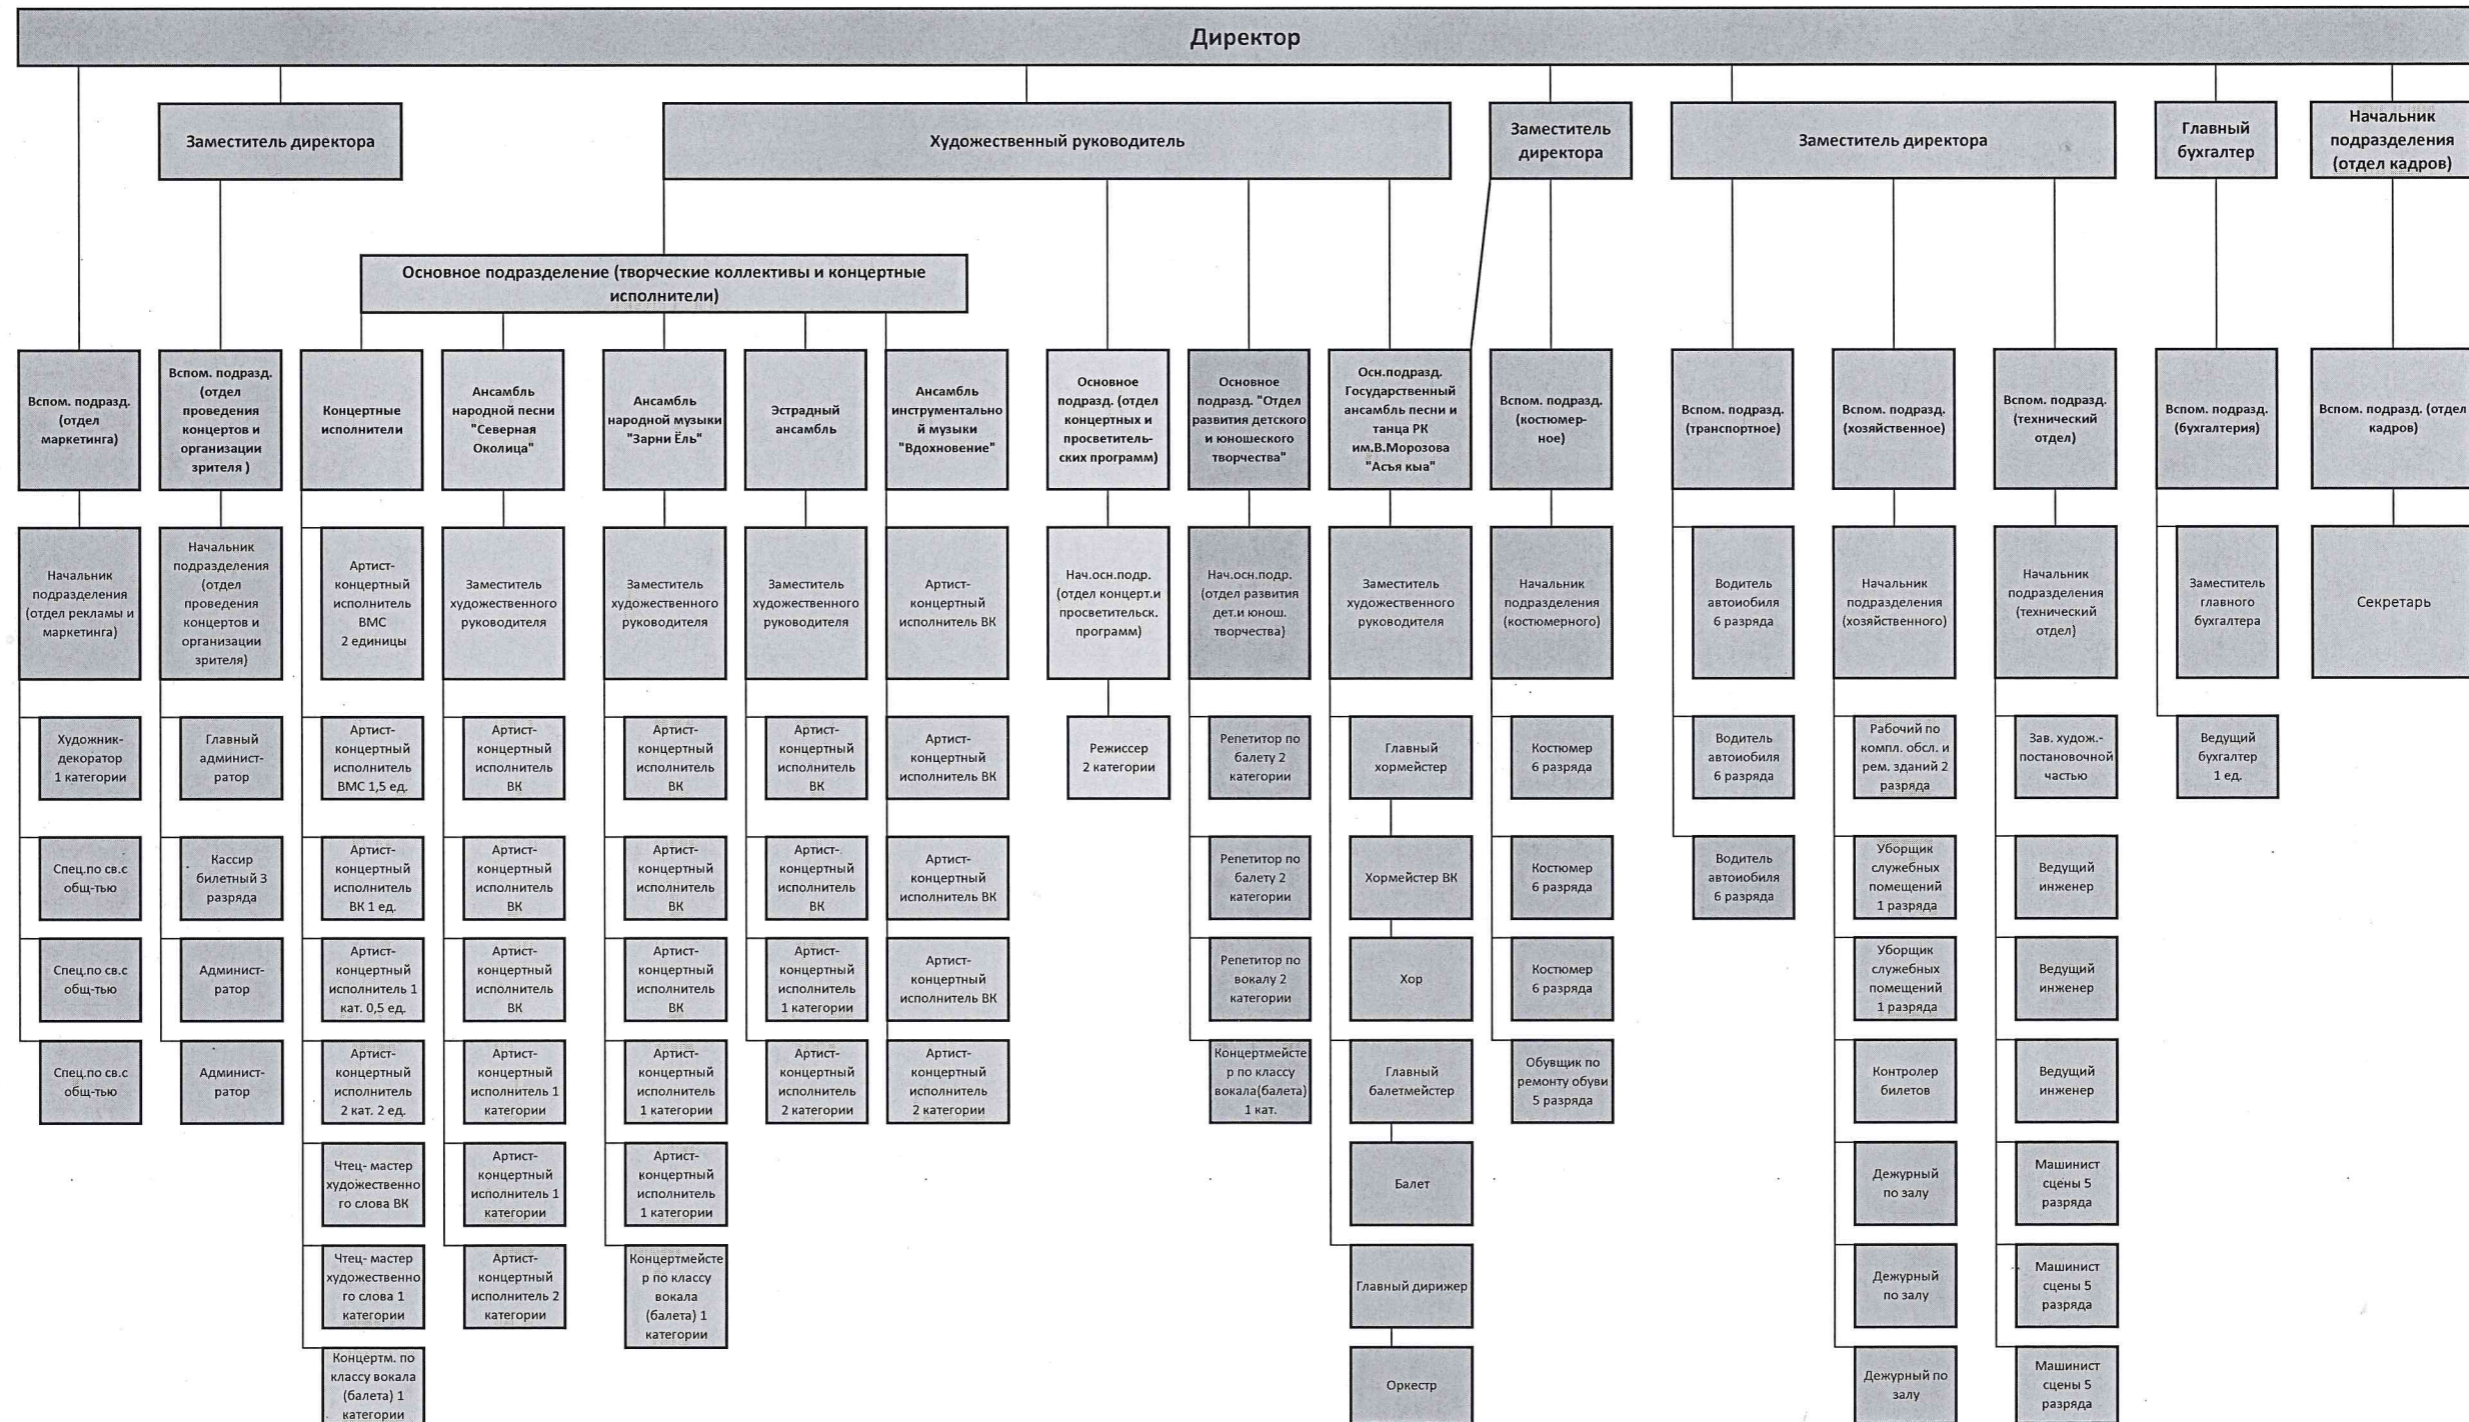 Директор
Заместитель директора
Художественный руководитель
Заместитель
директора
Заместитель директора
Главный
бухгалтер
Начальник
подразделения
(отдел кадров)
Основное подразделение (творческие коллективы и концертные
исполнители)
Вспом. подразд.
(отдел
маркетинга)
Вспом. подразд.
(отдел
проведения
концертов и
организации
зрителя )
Концертные
исполнители
Ансамбль
народной песни
"Северная
Околица"
Ансамбль
народной музыки
"Зарни Ёль"
Эстрадный
ансамбль
Ансамбль
инструментально
й музыки
"Вдохновение"
Основное
подразд. (отдел
концертных и
просветитель-
ских программ)
Основное
подразд. "Отдел
развития детского
и юношеского
творчества"
Осн.подразд.
Государственный
ансамбль песни и
танца РК
им.В.Морозова
"Асъя кыа"
Вспом. подразд.
(костюмер-
ное)
Вспом. подразд.
(транспортное)
Вспом. подразд.
(хозяйственное)
Вспом. подразд.
(технический
отдел)
Вспом. подразд.
(бухгалтерия)
Вспом. подразд. (отдел
кадров)
Начальник
подразделения
(отдел рекламы и
маркетинга)
Начальник
подразделения
(отдел
проведения
концертов и
организации
зрителя)
Артист-
концертный
исполнитель
ВМС
2 единицы
Заместитель
художественного
руководителя
Заместитель
художественного
руководителя
Заместитель
художественного
руководителя
Артист-
концертный
исполнитель ВК
Нач.осн.подр.
(отдел концерт.и
просветительск.
программ)
Нач.осн.подр.
(отдел развития
дет.и юнош.
творчества)
Заместитель
художественного
руководителя
Начальник
подразделения
(костюмерного)
Водитель
автоиобиля
6 разряда
Начальник
подразделения
(хозяйственного)
Начальник
подразделения
(технический
отдел)
Заместитель
главного
бухгалтера
Секретарь
Художник-
декоратор
1 категории
Главный
админист-
ратор
Артист-
концертный
исполнитель
ВМС 1,5 ед.
Артист-
концертный
исполнитель
ВК
Артист-
концертный
исполнитель
ВК
Артист-
концертный
исполнитель
ВК
Артист-
концертный
исполнитель ВК
Режиссер
2 категории
Репетитор по
балету 2
категории
Главный
хормейстер
Костюмер
6 разряда
Водитель
автоиобиля
6 разряда
Рабочий по
компл. обсл. и
рем. зданий 2
разряда
Зав. худож.-
постановочной
частью
Ведущий
бухгалтер
1 ед.
Спец.по св.с
общ-тью
Кассир
билетный 3
разряда
Артист-
концертный
исполнитель
ВК 1 ед.
Артист-
концертный
исполнитель
ВК
Артист-
концертный
исполнитель
ВК
Артист-
концертный
исполнитель
ВК
Артист-
концертный
исполнитель ВК
Репетитор по
балету 2
категории
Хормейстер ВК
Костюмер
6 разряда
Водитель
автоиобиля
6 разряда
Уборщик
служебных
помещений
1 разряда
Ведущий
инженер
Спец.по св.с
общ-тью
Админист-
ратор
Артист-
концертный
исполнитель 1
кат. 0,5 ед.
Артист-
концертный
исполнитель
ВК
Артист-
концертный
исполнитель
ВК
Артист-
концертный
исполнитель
1 категории
Артист-
концертный
исполнитель ВК
Репетитор по
вокалу 2
категории
Хор
Костюмер
6 разряда
Уборщик
служебных
помещений
1 разряда
Ведущий
инженер
Спец.по св.с
общ-тью
Админист-
ратор
Артист-
концертный
исполнитель
2 кат. 2 ед.
Артист-
концертный
исполнитель 1
категории
Артист-
концертный
исполнитель
1 категории
Артист-
концертный
исполнитель
2 категории
Артист-
концертный
исполнитель
2 категории
Концертмейсте
р по классу
вокала(балета)
1 кат.
Главный
балетмейстер
Обувщик по
ремонту обуви
5 разряда
Контролер
билетов
Ведущий
инженер
Чтец- мастер
художественно
го слова ВК
Артист-
концертный
исполнитель 1
категории
Артист-
концертный
исполнитель
1 категории
Балет
Дежурный
по залу
Машинист
сцены 5
разряда
Чтец- мастер
художественно
го слова 1
категории
Артист-
концертный
исполнитель 2
категории
Концертмейсте
р по классу
вокала
(балета) 1
категории
Главный дирижер
Дежурный
по залу
Машинист
сцены 5
разряда
Концертм. по
классу вокала
(балета) 1
категории
Оркестр
Дежурный по
залу
Машинист
сцены 5
разряда